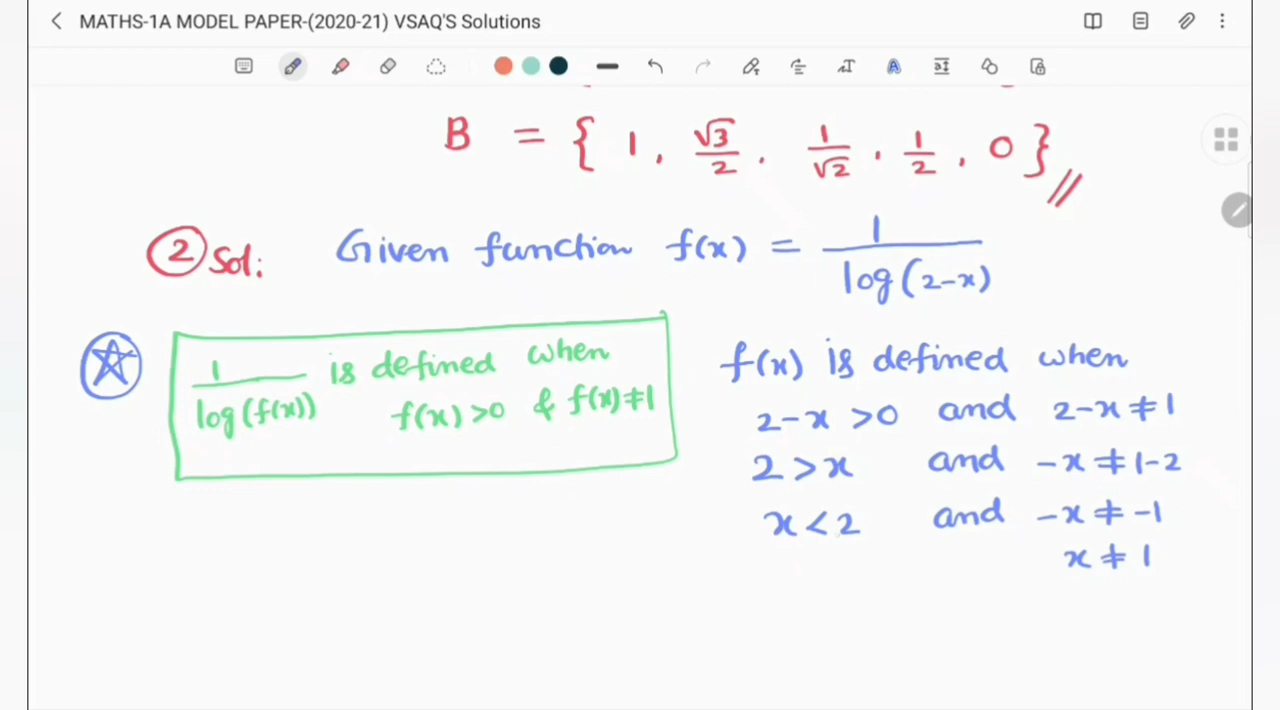 MATHS-1A MODEL PAPER-(2020-21) VSAQ'S Solutions
B = { 1, √3/2, 1/√2, 1/2, 0 } //
② Sol: Given function f(x) = 1/log(2-x)
1/log(f(x)) is defined when
f(x) >0 & f(x)≠1
f(x) is defined when
2-x >0 and 2-x ≠ 1
2 > x and -x ≠ 1-2
x < 2 and -x ≠ -1
x ≠ 1